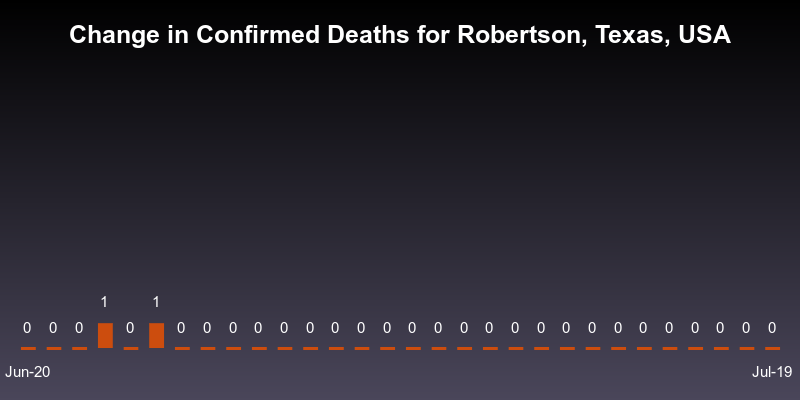 Change in Confirmed Deaths for Robertson, Texas, USA
1 1
0 0 0 0 0 0 0 0 0 0 0 0 0 0 0 0 0 0 0 0 0 0 0 0 0 0 0 0
Jun-20 Jul-19